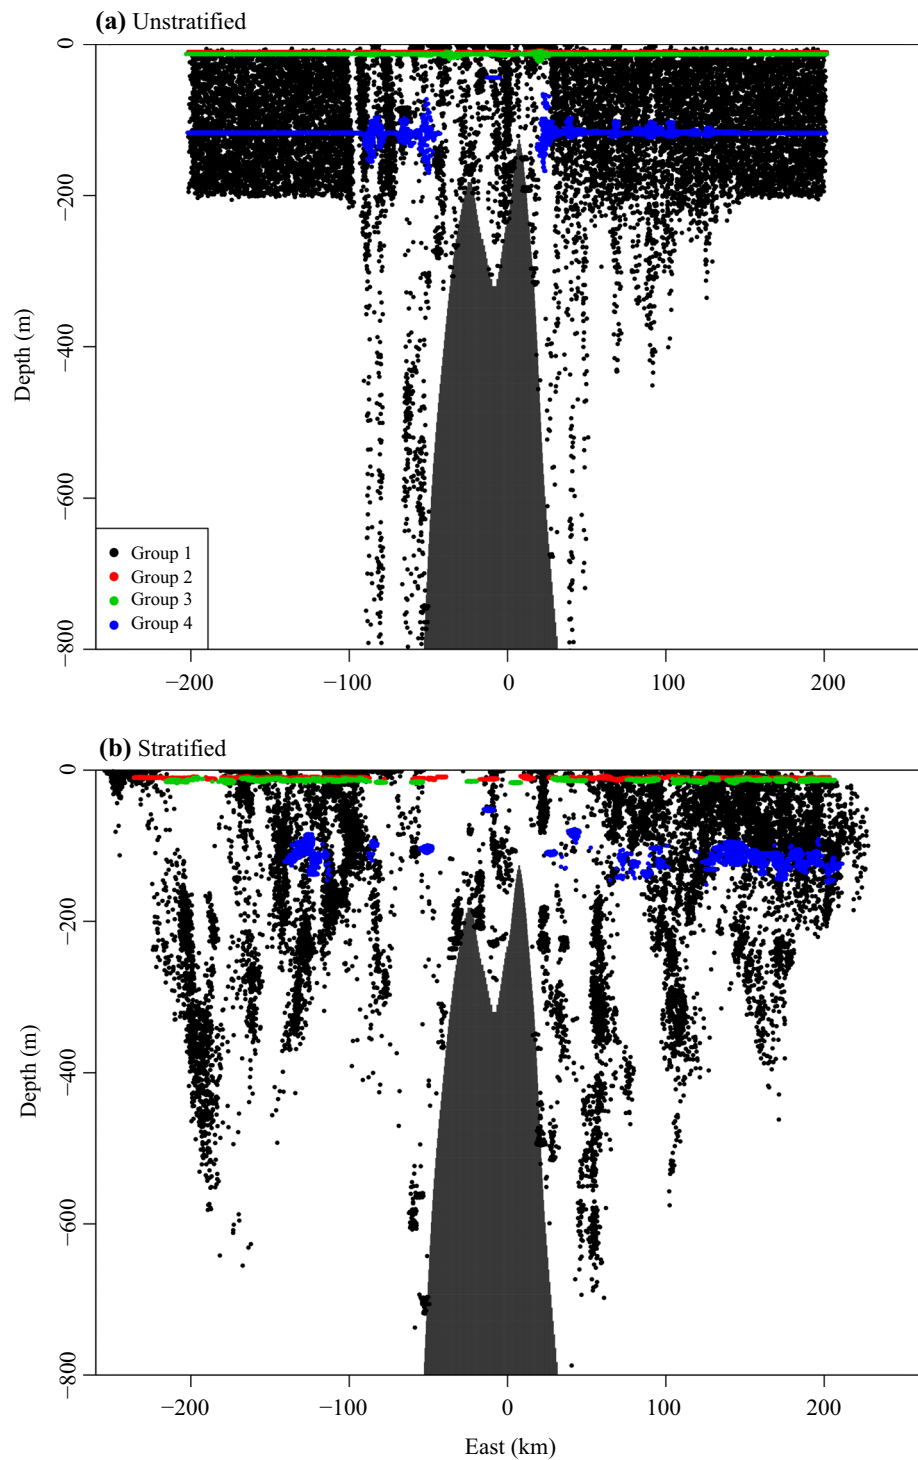 (a) Unstratified
0
−200
−400
−600
−800
Depth (m)
Group 1
Group 2
Group 3
Group 4
−200
−100
0
100
200
(b) Stratified
0
−200
−400
−600
−800
Depth (m)
−200
−100
0
100
200
East (km)